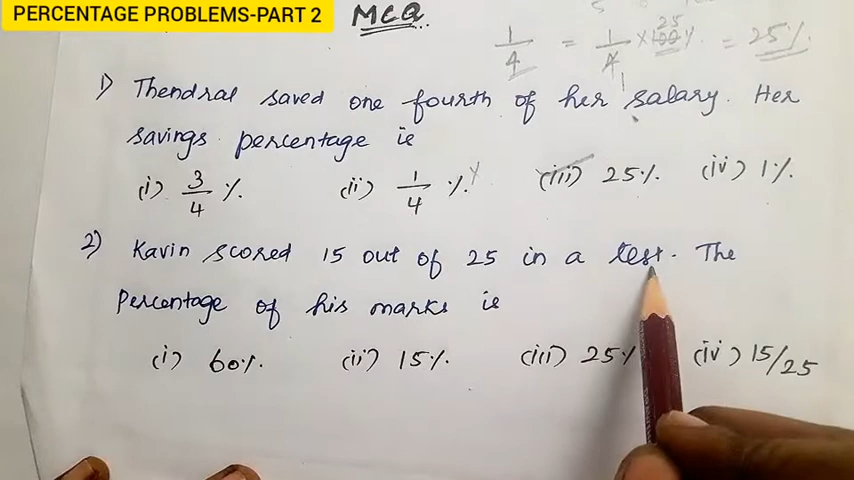 PERCENTAGE PROBLEMS-PART 2
MCQ
1/4 = 1/4 × 100 25 % = 25%
1) Thendral saved one fourth of her salary. Her
savings percentage is
(i) 3/4 % (ii) 1/4 % (iii) 25% (iv) 1%
2) Kavin scored 15 out of 25 in a test. The
Percentage of his marks is
(i) 60% (ii) 15% (iii) 25% (iv) 15/25